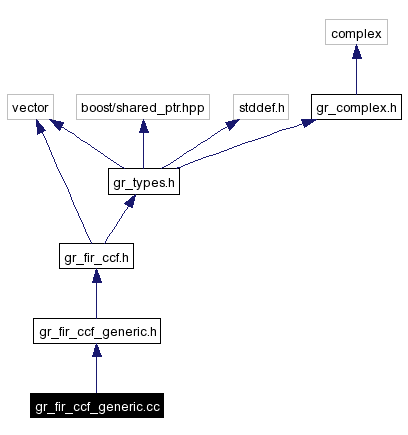 complex
vector
boost/shared_ptr.hpp
stddef.h
gr_complex.h
gr_types.h
gr_fir_ccf.h
gr_fir_ccf_generic.h
gr_fir_ccf_generic.cc